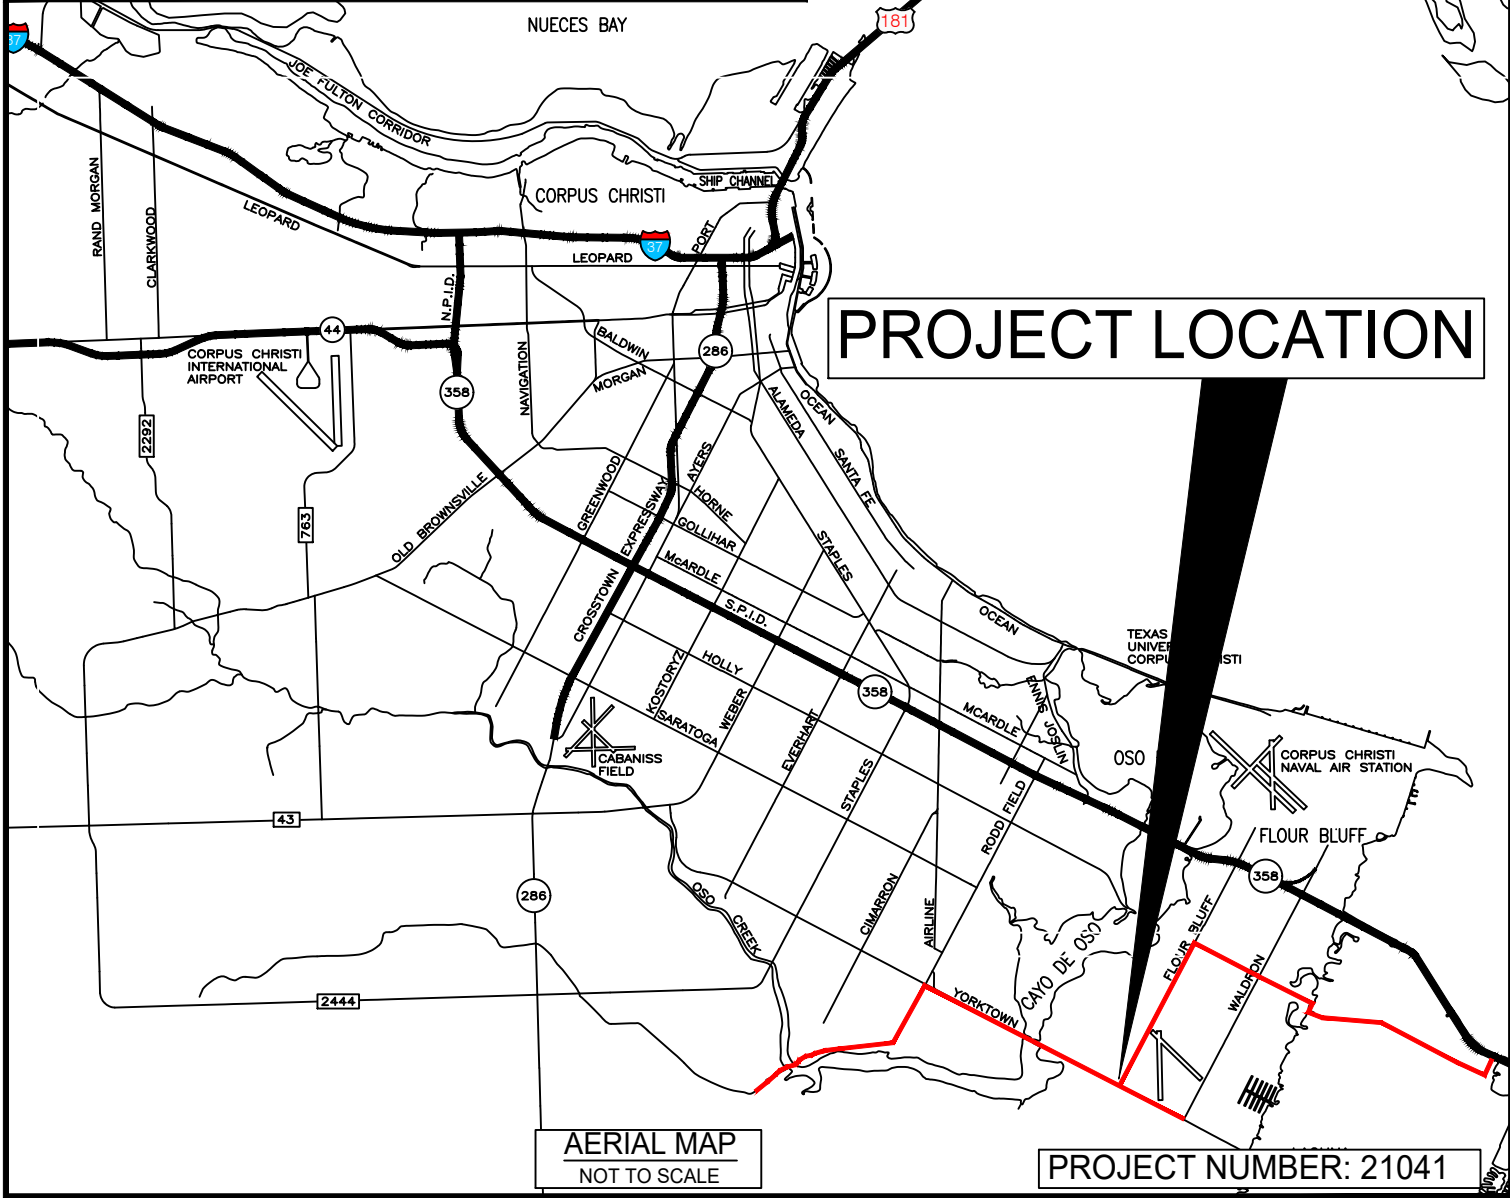 NUECES BAY
181
37
JOE FULTON CORRIDOR
SHIP CHANNEL
CORPUS CHRISTI
RAND MORGAN
CLARKWOOD
LEOPARD
PORT
37
LEOPARD
N.P.I.D.
44
CORPUS CHRISTI
INTERNATIONAL
AIRPORT
NAVIGATION
BALDWIN
MORGAN
286
358
PROJECT LOCATION
ALAMEDA
OCEAN
SANTA FE
2292
763
OLD BROWNSVILLE
GREENWOOD
EXPRESSWAY
AYERS
HORNE
GOLLIHAR
McARDLE
STAPLES
CROSSTOWN
S.P.I.D.
OCEAN
TEXAS
UNIVER
CORPU
ISTI
HOLLY
KOSTORYZ
WEBER
SARATOGA
358
MCARDLE
ENNIS JOSLIN
EVERHART
STAPLES
CABANISS
FIELD
OSO
CORPUS CHRISTI
NAVAL AIR STATION
43
RODD FIELD
FLOUR BLUFF
358
286
OSO CREEK
CIMARRON
AIRLINE
CAYO DE OSO
FLOUR BLUFF
WALDRON
2444
YORKTOWN
AERIAL MAP
NOT TO SCALE
PROJECT NUMBER: 21041